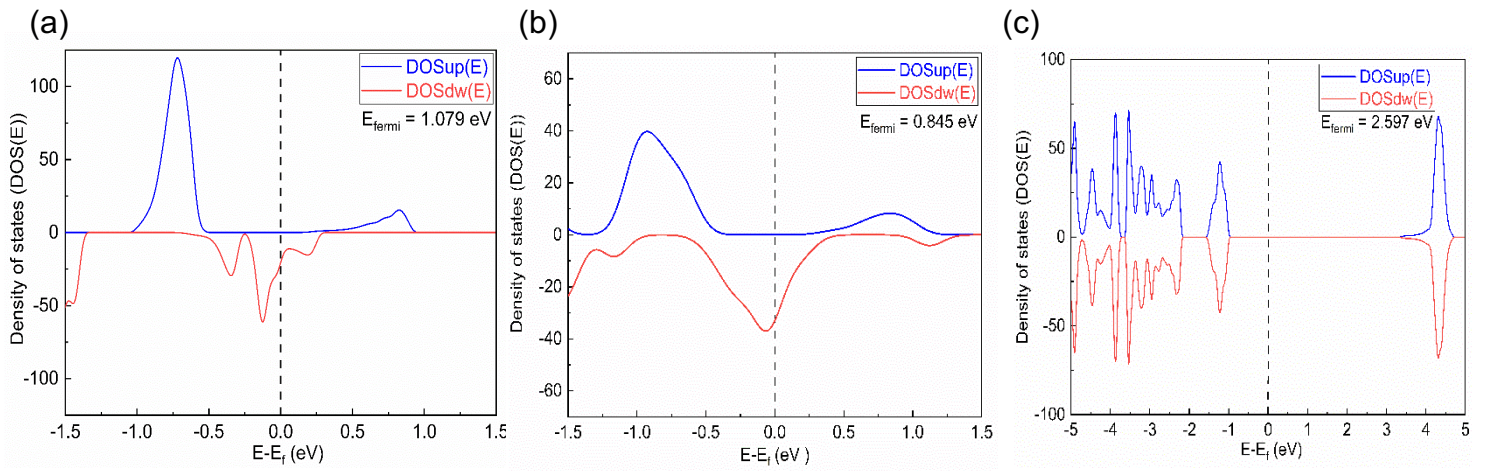 (a)
DOSup(E)
DOSdw(E)
E_fermi = 1.079 eV
Density of states (DOS(E))
100
50
0
-50
-100
-1.5 -1.0 -0.5 0.0 0.5 1.0 1.5
E-E_f (eV)
(b)
DOSup(E)
DOSdw(E)
E_fermi = 0.845 eV
Density of states (DOS(E))
60
40
20
0
-20
-40
-60
-1.5 -1.0 -0.5 0.0 0.5 1.0 1.5
E-E_f (eV )
(c)
DOSup(E)
DOSdw(E)
E_fermi = 2.597 eV
Density of states (DOS(E))
100
50
0
-50
-100
-5 -4 -3 -2 -1 0 1 2 3 4 5
E-E_f (eV)